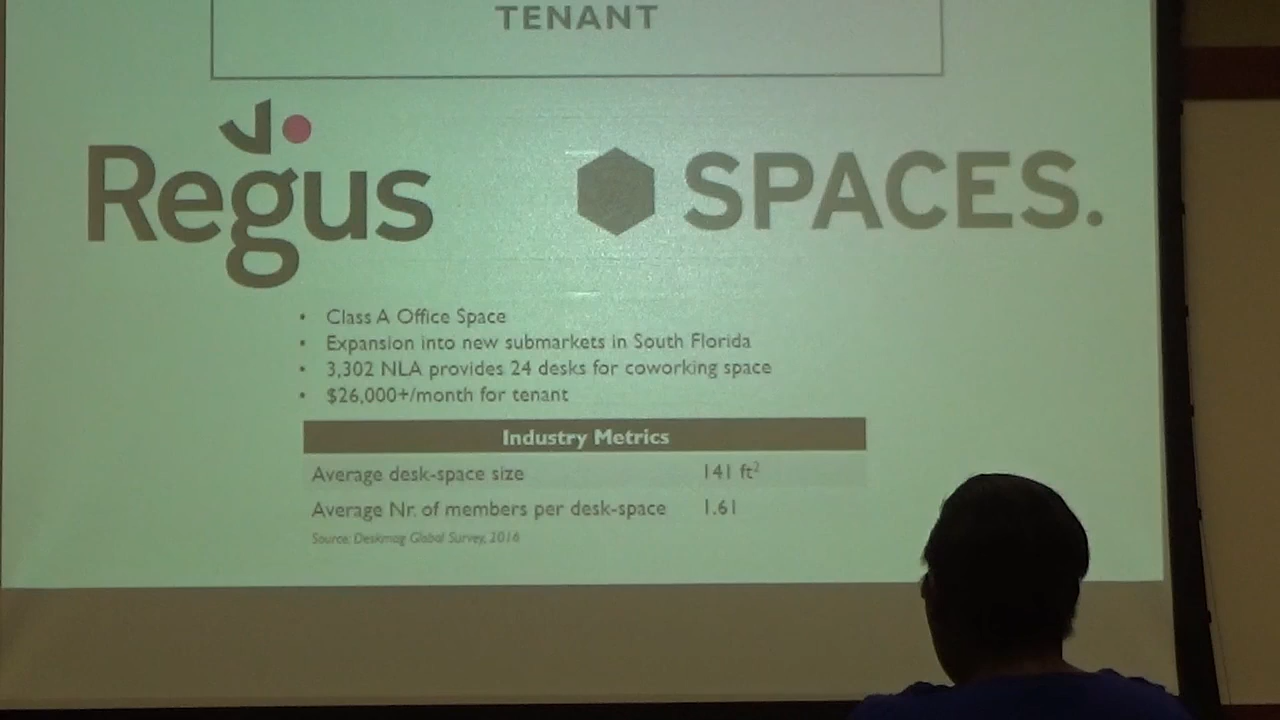 TENANT
Regus
SPACES.
• Class A Office Space
• Expansion into new submarkets in South Florida
• 3,302 NLA provides 24 desks for coworking space
• $26,000+/month for tenant
Industry Metrics
Average desk-space size 141 ft²
Average Nr. of members per desk-space 1.61
Source: Deskmag Global Survey, 2016